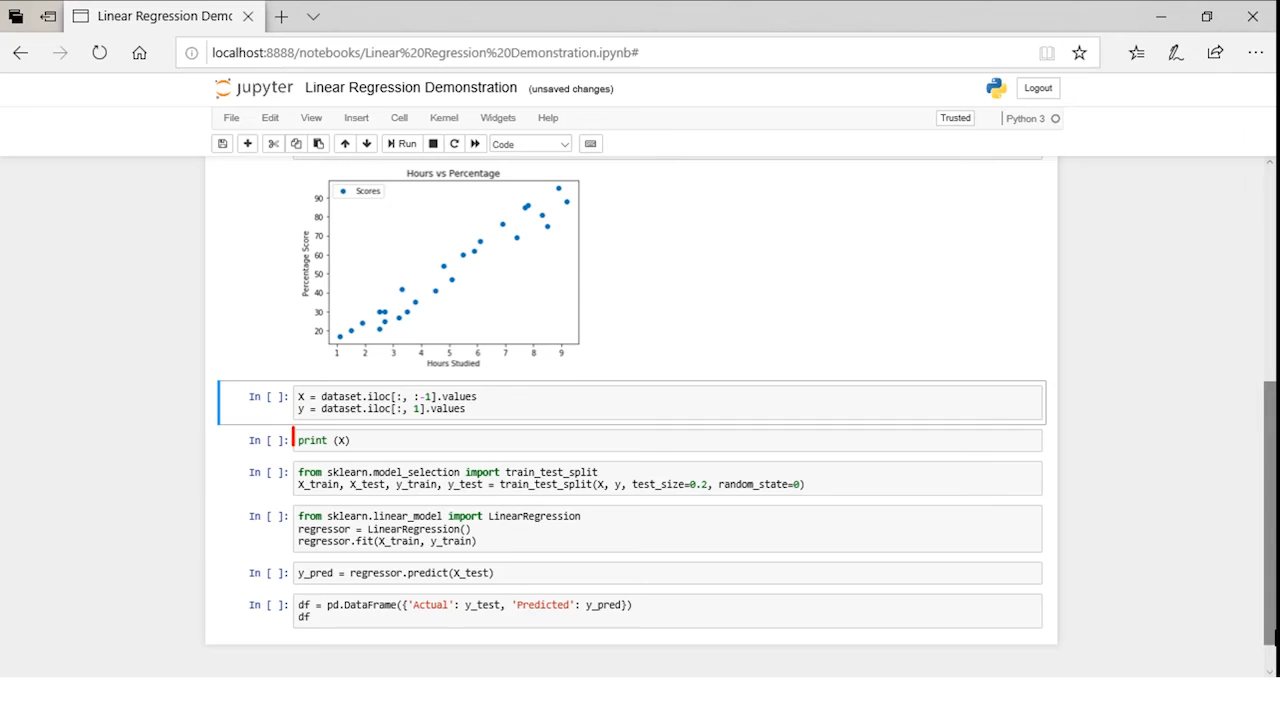 Linear Regression Demo
localhost:8888/notebooks/Linear%20Regression%20Demonstration.ipynb#
jupyter Linear Regression Demonstration (unsaved changes) Logout
File Edit View Insert Cell Kernel Widgets Help Trusted Python 3
Run Code
Hours vs Percentage
Scores
90
80
70
60
50
40
30
20
Percentage Score
1 2 3 4 5 6 7 8 9
Hours Studied
In [ ]: X = dataset.iloc[:, :-1].values
y = dataset.iloc[:, 1].values
In [ ]: print (X)
In [ ]: from sklearn.model_selection import train_test_split
X_train, X_test, y_train, y_test = train_test_split(X, y, test_size=0.2, random_state=0)
In [ ]: from sklearn.linear_model import LinearRegression
regressor = LinearRegression()
regressor.fit(X_train, y_train)
In [ ]: y_pred = regressor.predict(X_test)
In [ ]: df = pd.DataFrame({'Actual': y_test, 'Predicted': y_pred})
df